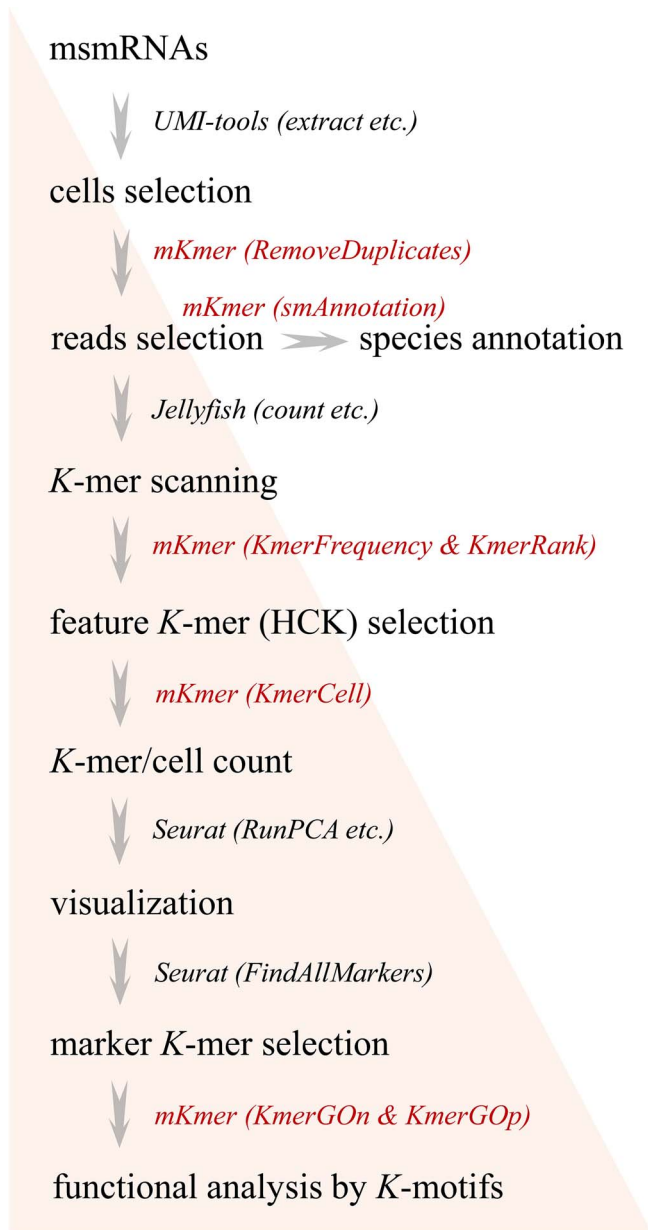 msmRNAs
UMI-tools (extract etc.)
cells selection
mKmer (RemoveDuplicates)
mKmer (smAnnotation)
reads selection species annotation
Jellyfish (count etc.)
K-mer scanning
mKmer (KmerFrequency & KmerRank)
feature K-mer (HCK) selection
mKmer (KmerCell)
K-mer/cell count
Seurat (RunPCA etc.)
visualization
Seurat (FindAllMarkers)
marker K-mer selection
mKmer (KmerGOn & KmerGOp)
functional analysis by K-motifs